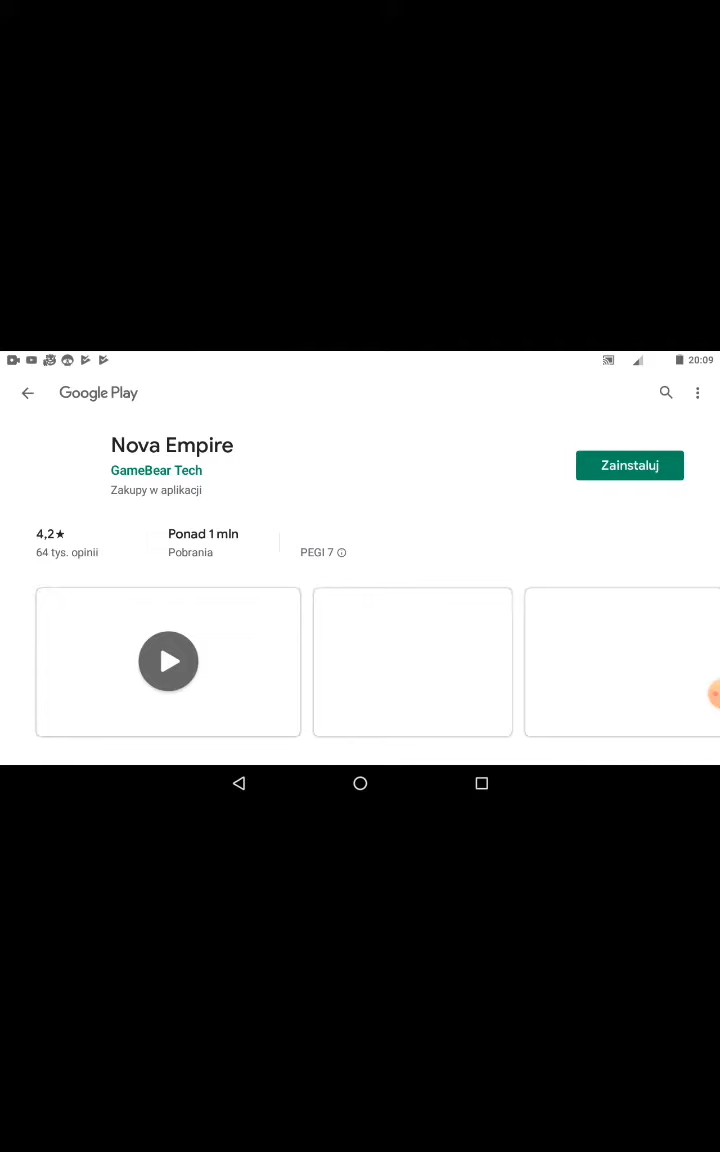 20:09
Google Play
Nova Empire
GameBear Tech
Zakupy w aplikacji
Zainstaluj
4,2★
64 tys. opinii
Ponad 1 mln
Pobrania
PEGI 7